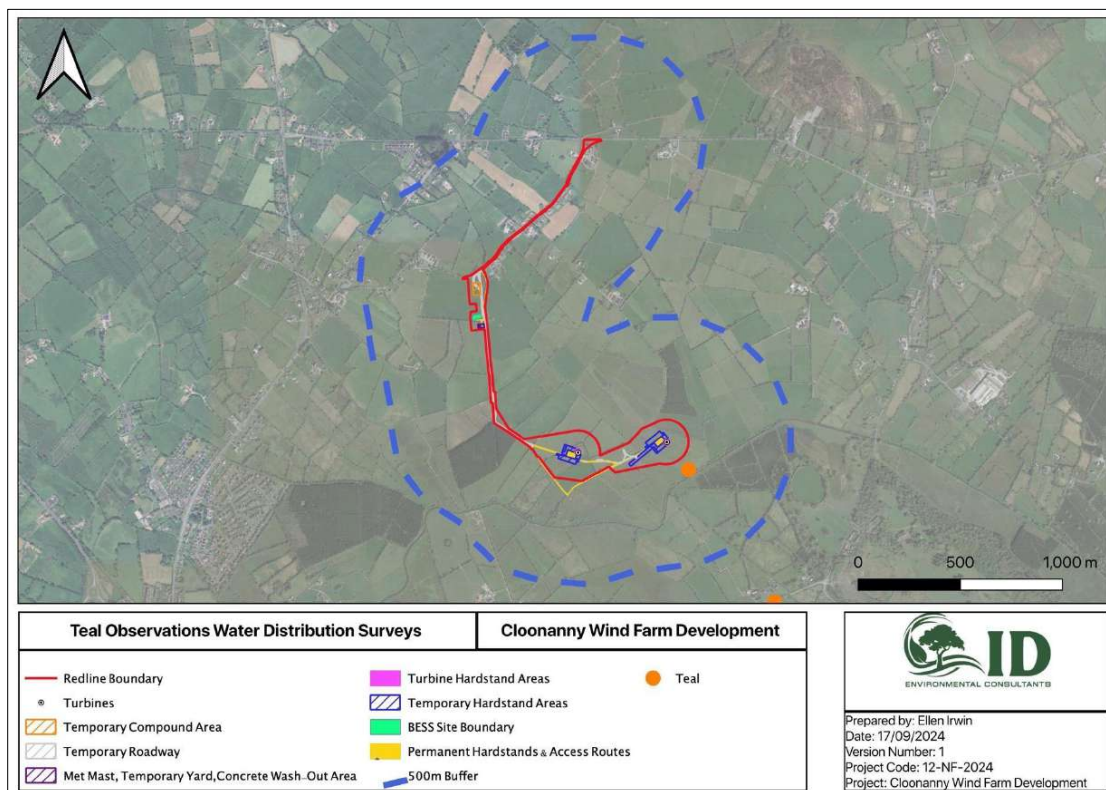 0 500 1,000 m
Teal Observations Water Distribution Surveys
Cloonanny Wind Farm Development
Redline Boundary
Turbines
Temporary Compound Area
Temporary Roadway
Met Mast, Temporary Yard,Concrete Wash-Out Area
Turbine Hardstand Areas
Temporary Hardstand Areas
BESS Site Boundary
Permanent Hardstands & Access Routes
500m Buffer
Teal
ID
ENVIRONMENTAL CONSULTANTS
Prepared by: Ellen Irwin
Date: 17/09/2024
Version Number: 1
Project Code: 12-NF-2024
Project: Cloonanny Wind Farm Development